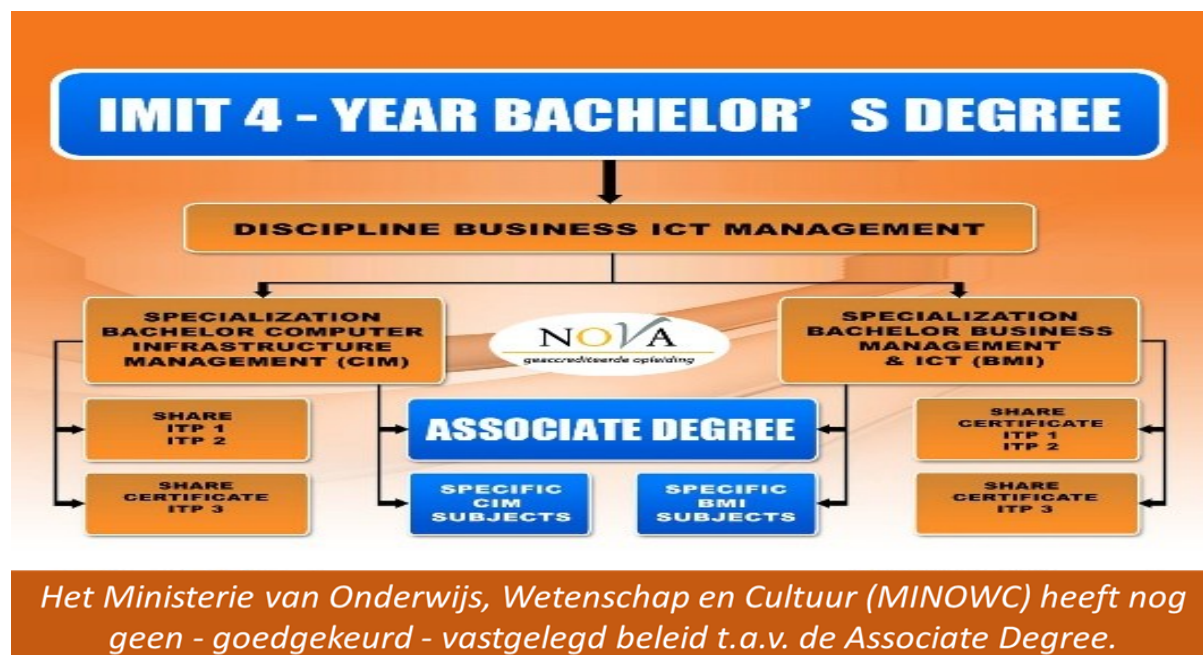 IMIT 4 - YEAR BACHELOR’ S DEGREE
DISCIPLINE BUSINESS ICT MANAGEMENT
SPECIALIZATION
BACHELOR COMPUTER
INFRASTRUCTURE
MANAGEMENT (CIM)
NOVA
geaccrediteerde opleiding
SPECIALIZATION
BACHELOR BUSINESS
MANAGEMENT
& ICT (BMI)
SHARE
ITP 1
ITP 2
ASSOCIATE DEGREE
SHARE
CERTIFICATE
ITP 1
ITP 2
SHARE
CERTIFICATE
ITP 3
SPECIFIC
CIM
SUBJECTS
SPECIFIC
BMI
SUBJECTS
SHARE
CERTIFICATE
ITP 3
Het Ministerie van Onderwijs, Wetenschap en Cultuur (MINOWC) heeft nog
geen - goedgekeurd - vastgelegd beleid t.a.v. de Associate Degree.